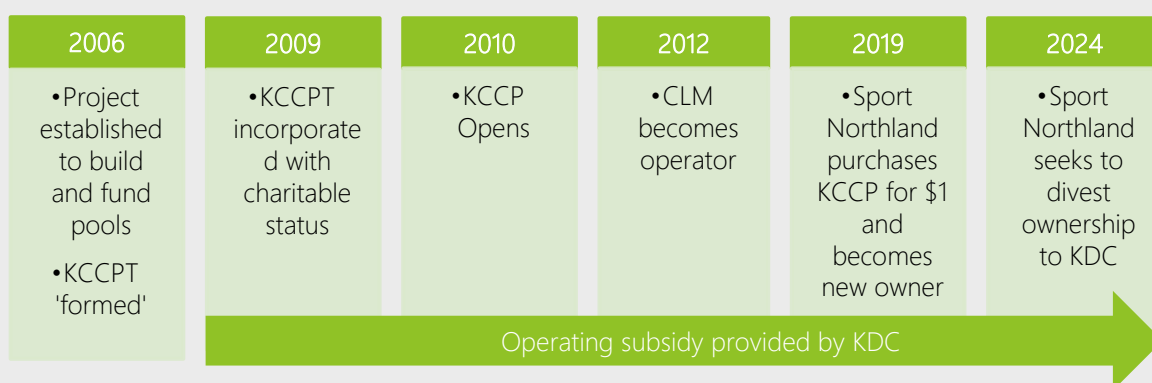 2006
•Project
established
to build
and fund
pools
•KCCPT
'formed'
2009
•KCCPT
incorporate
d with
charitable
status
2010
•KCCP
Opens
2012
•CLM
becomes
operator
2019
•Sport
Northland
purchases
KCCP for $1
and
becomes
new owner
2024
•Sport
Northland
seeks to
divest
ownership
to KDC
Operating subsidy provided by KDC